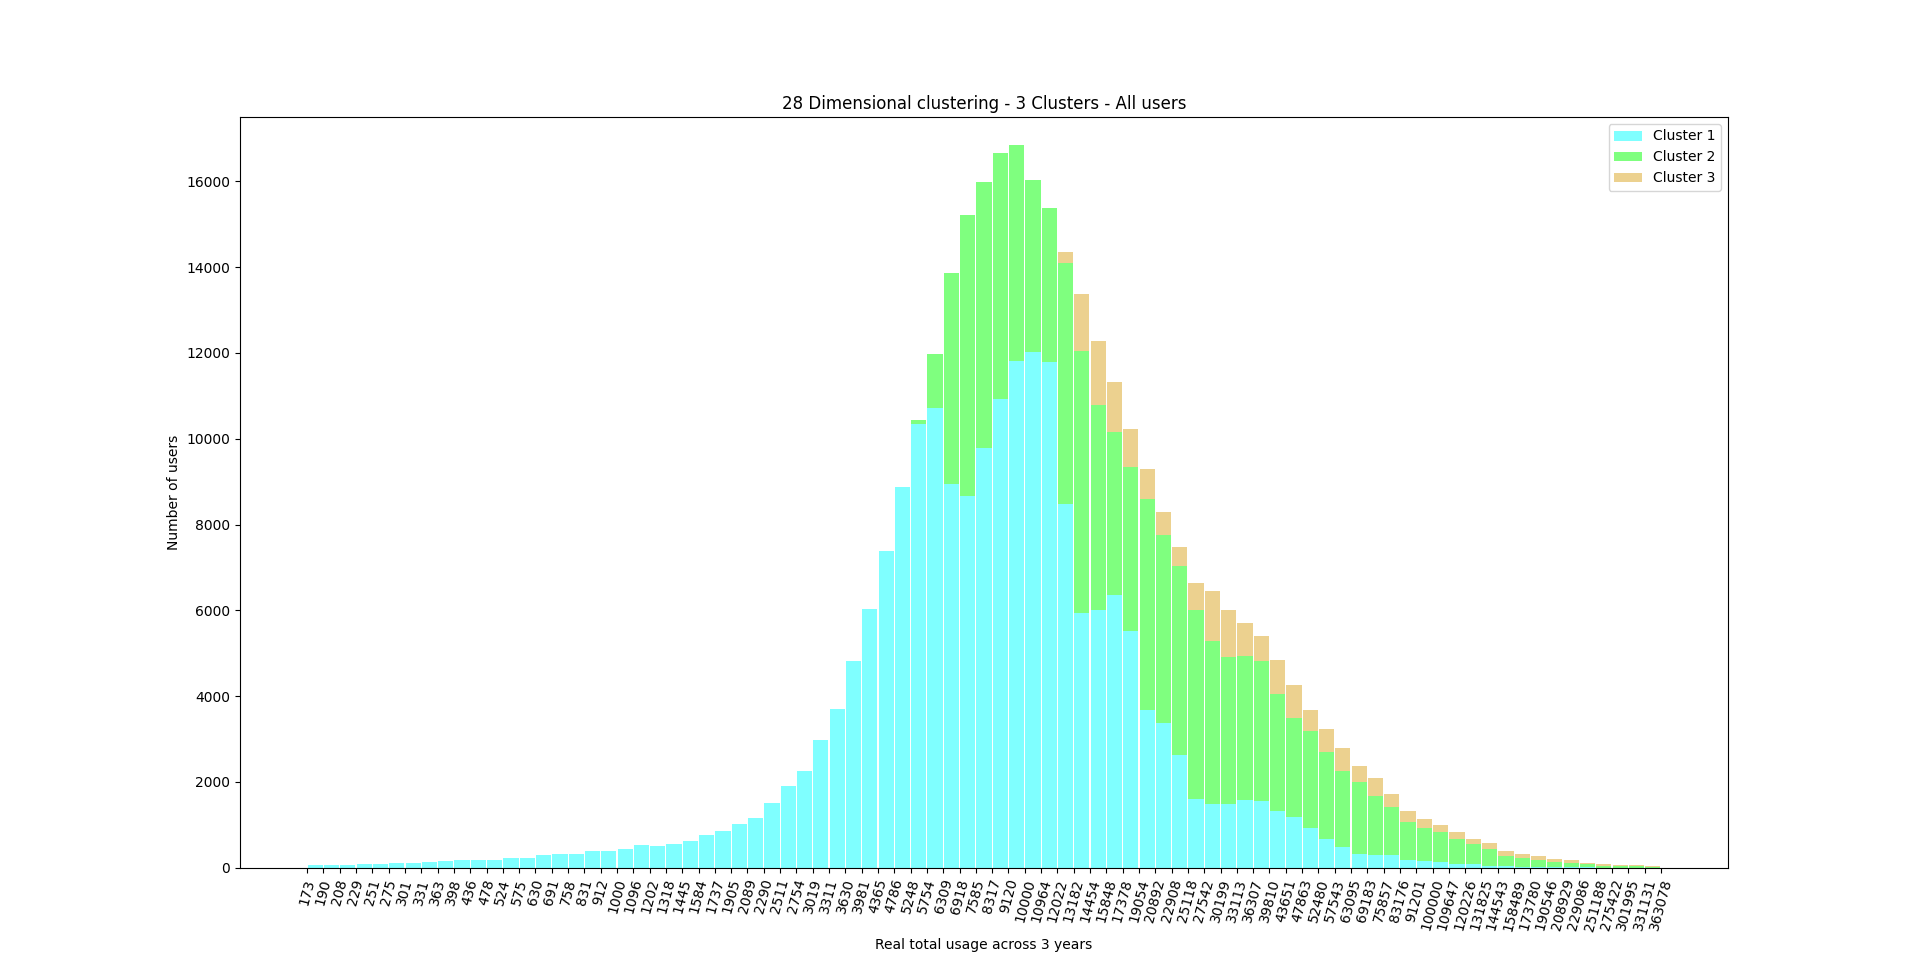 28 Dimensional clustering - 3 Clusters - All users
Cluster 1
Cluster 2
Cluster 3
Number of users
16000
14000
12000
10000
8000
6000
4000
2000
0
173 190 208 229 251 275 301 331 363 398 436 478 524 575 630 691 758 831 912 1000 1096 1202 1318 1445 1584 1737 1905 2089 2290 2511 2754 3019 3311 3630 3981 4365 4786 5248 5754 6309 6918 7585 8317 9120 10000 10964 12022 13182 14454 15848 17378 19054 20892 22908 25118 27542 30199 33113 36307 39810 43651 47863 52480 57543 63095 69183 75857 83176 91201 100000 109647 120226 131825 144543 158489 173780 190546 208929 229086 251188 275422 301995 331131 363078
Real total usage across 3 years